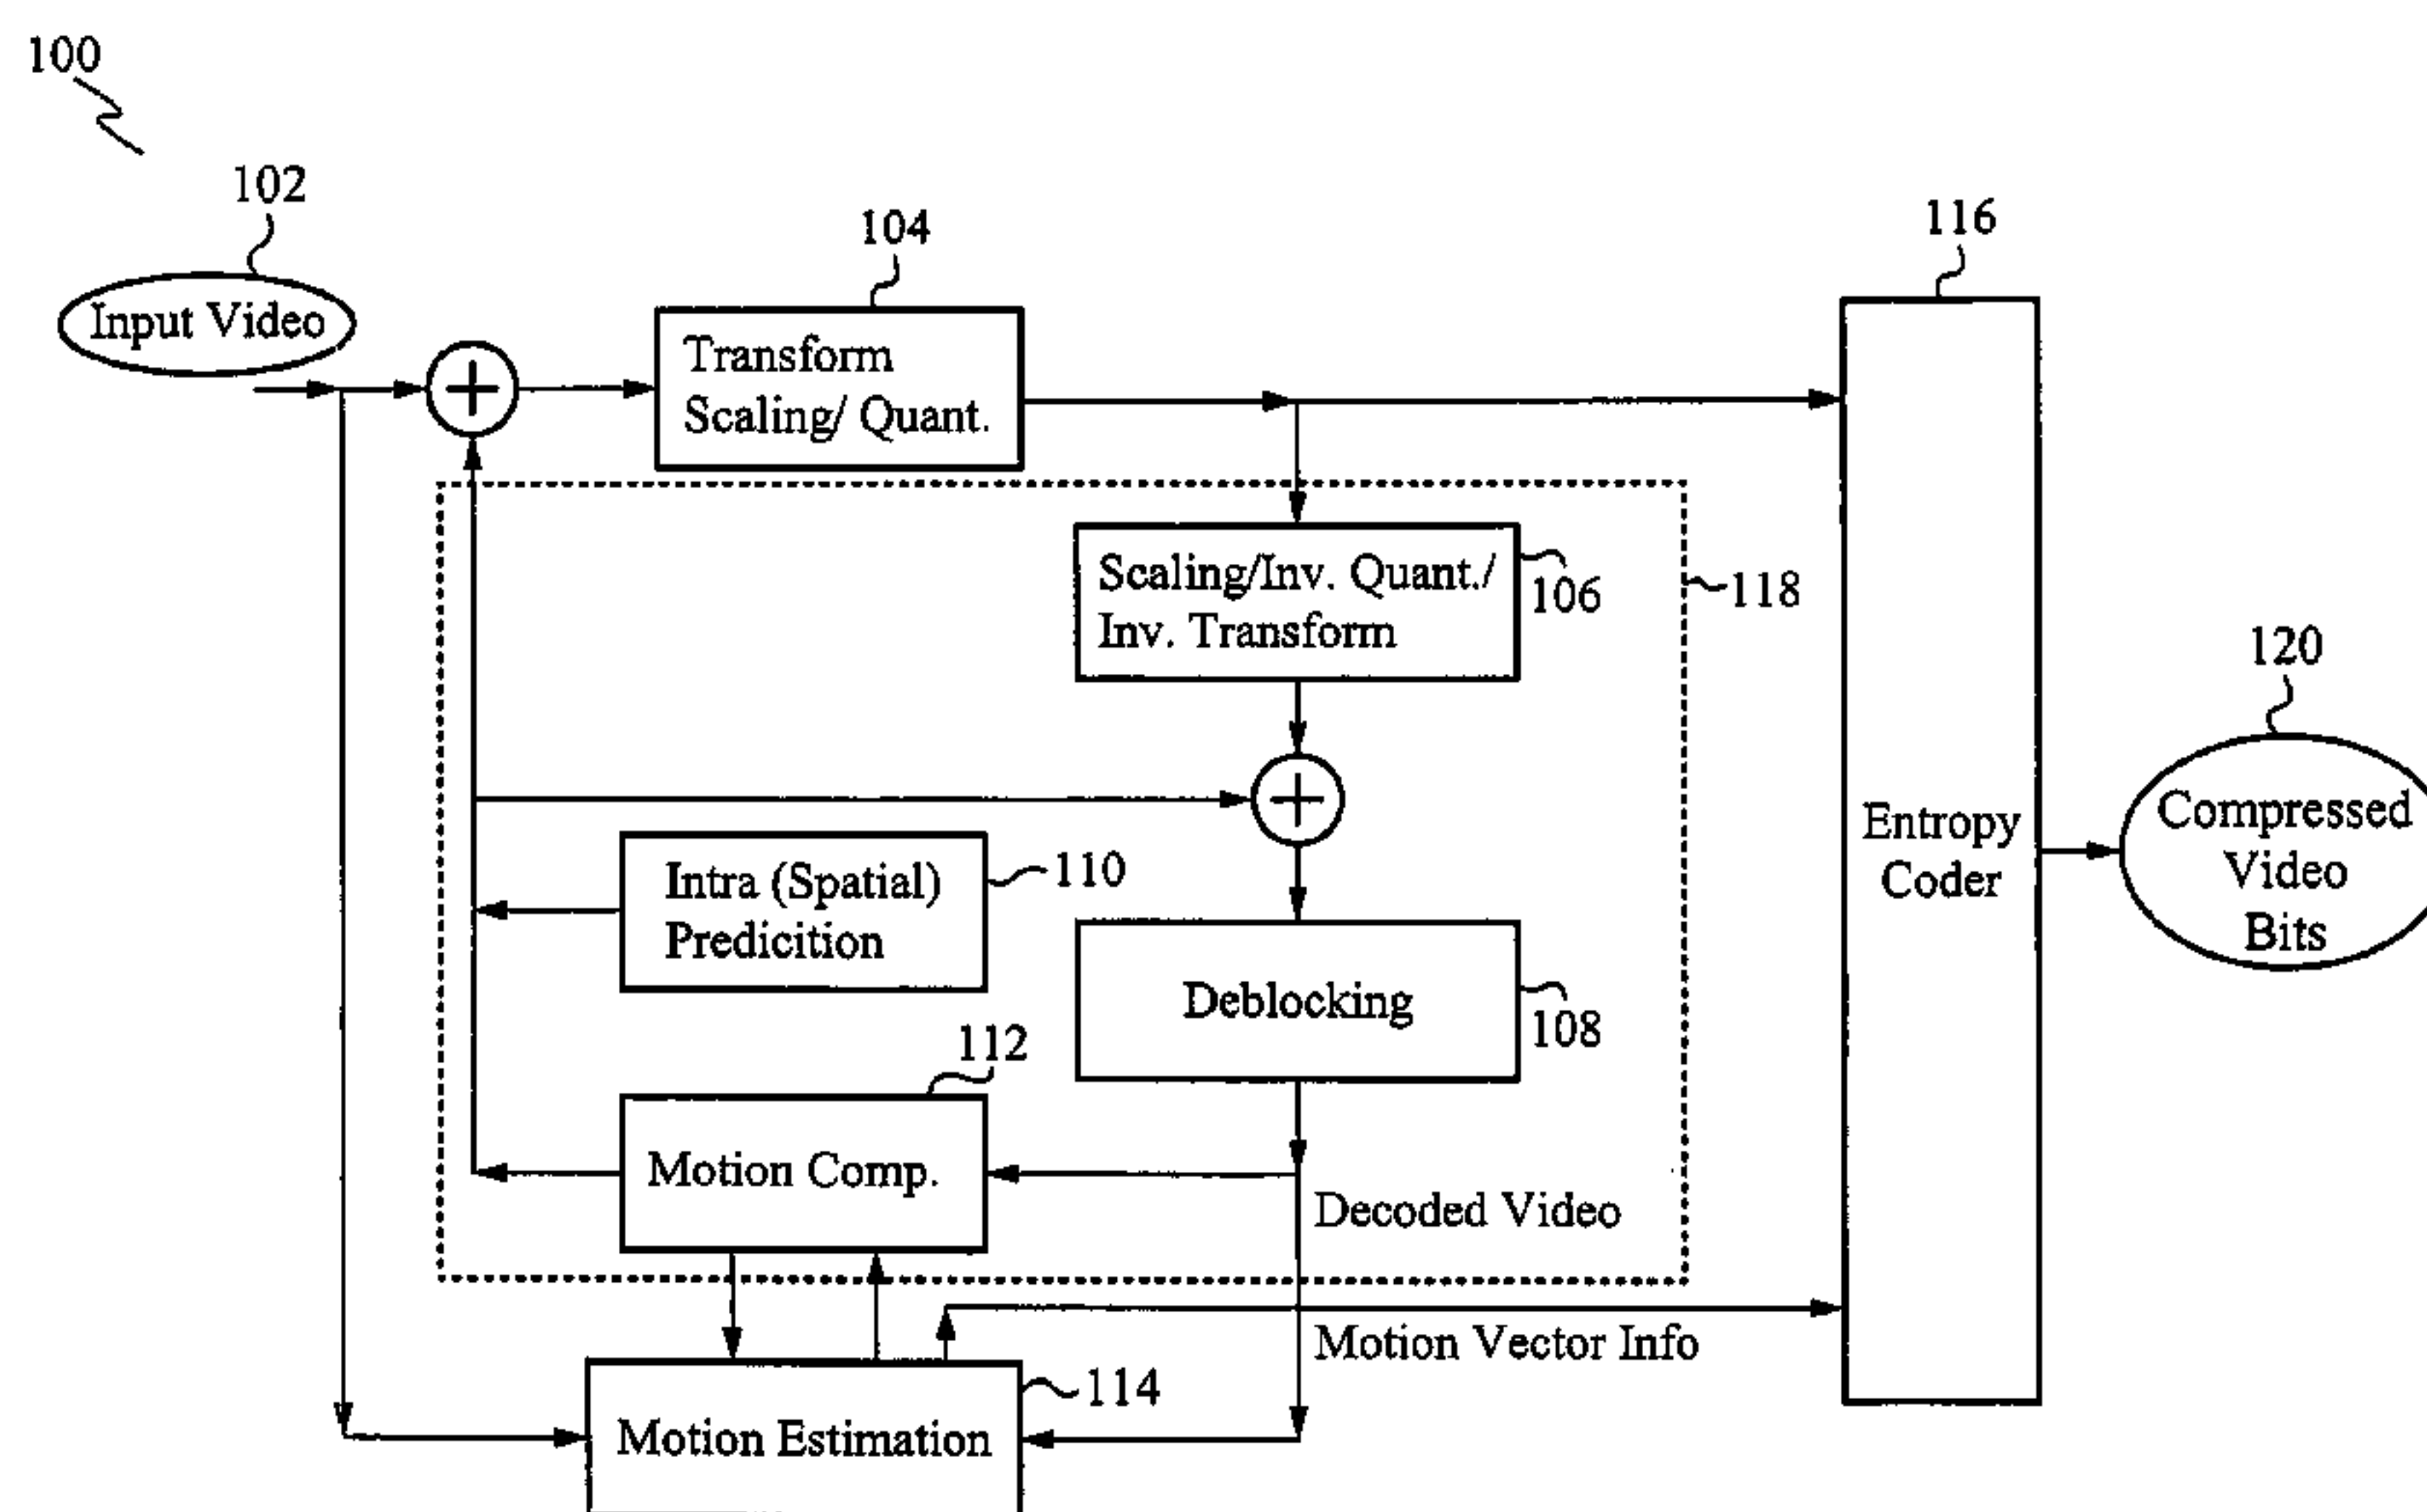 100
102
Input Video
104
Transform
Scaling/ Quant.
116
Scaling/Inv. Quant./
Inv. Transform
106
118
120
Compressed
Video
Bits
Entropy
Coder
Intra (Spatial)
Predicition
110
Deblocking
108
112
Motion Comp.
Decoded Video
Motion Vector Info
114
Motion Estimation